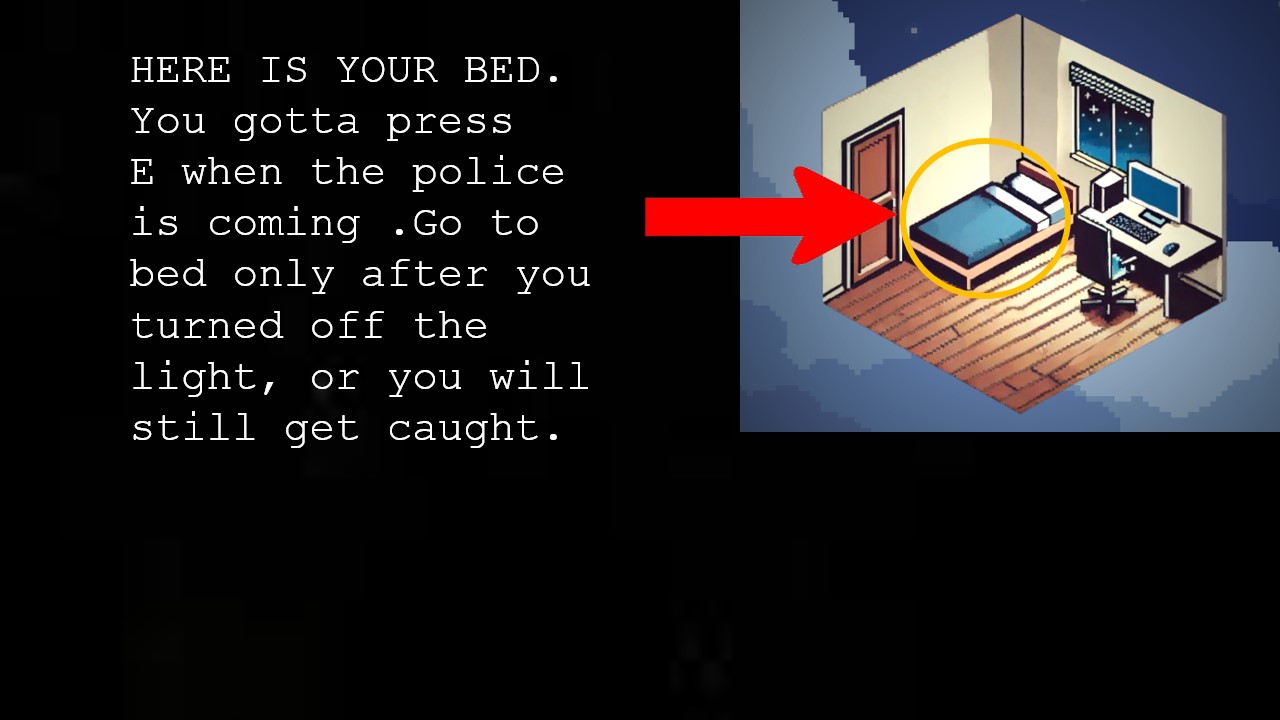 HERE IS YOUR BED.
You gotta press
E when the police
is coming .Go to
bed only after you
turned off the
light, or you will
still get caught.